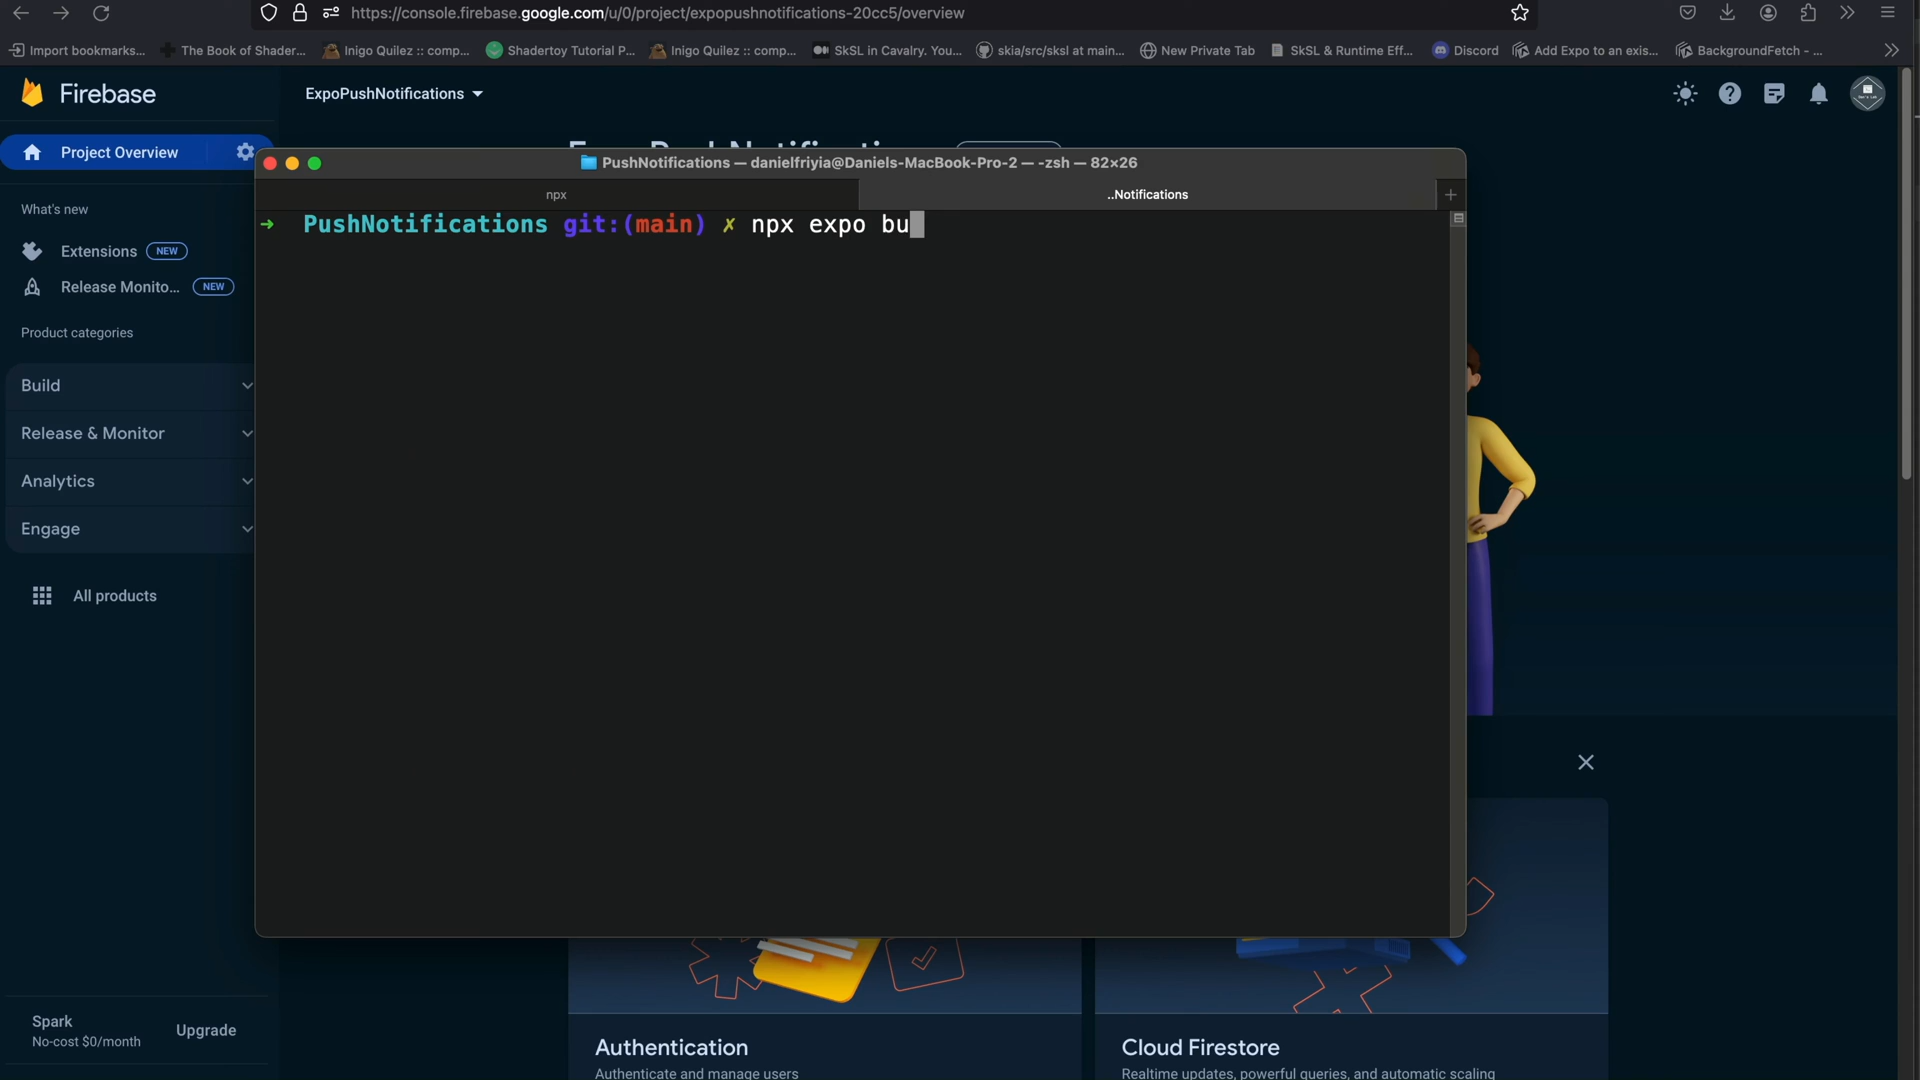 https://console.firebase.google.com/u/0/project/expopushnotifications-20cc5/overview
Import bookmarks...
The Book of Shader...
Inigo Quilez :: comp...
Shadertoy Tutorial P...
Inigo Quilez :: comp...
SkSL in Cavalry. You...
skia/src/sksl at main...
New Private Tab
SkSL & Runtime Eff...
Discord
Add Expo to an exis...
BackgroundFetch - ...
Firebase
ExpoPushNotifications
Project Overview
What's new
Extensions NEW
Release Monito... NEW
Product categories
Build
Release & Monitor
Analytics
Engage
All products
Spark
No-cost $0/month
Upgrade
PushNotifications — danielfriyia@Daniels-MacBook-Pro-2 — -zsh — 82×26
npx
..Notifications
➜ PushNotifications git:(main) ✗ npx expo bu
Authentication
Authenticate and manage users
Cloud Firestore
Realtime updates, powerful queries, and automatic scaling